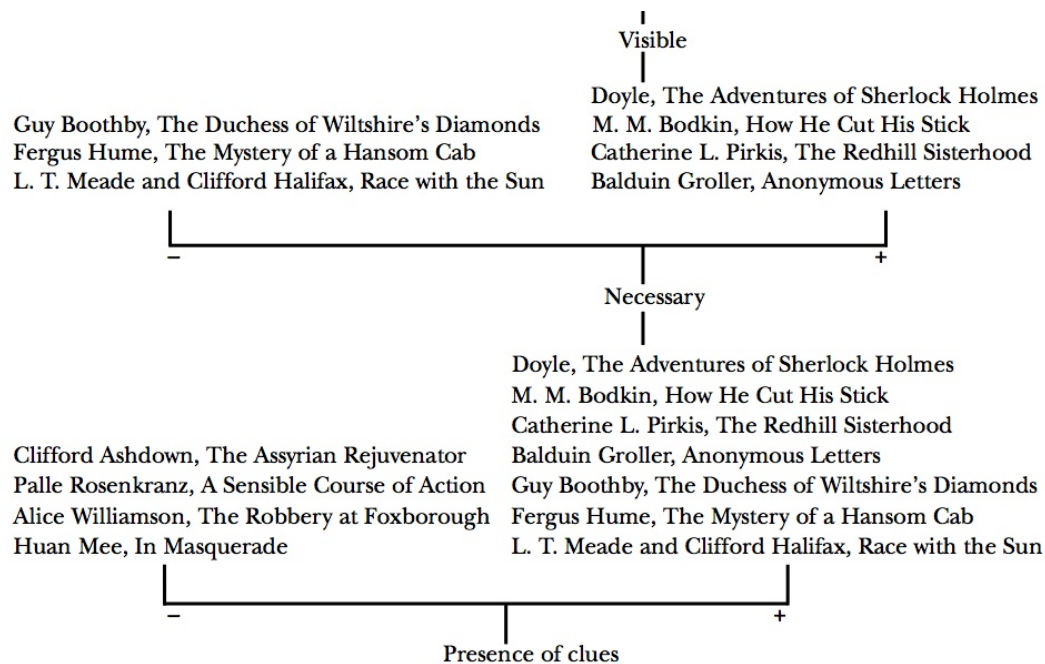 Visible
Guy Boothby, The Duchess of Wiltshire's Diamonds
Fergus Hume, The Mystery of a Hansom Cab
L. T. Meade and Clifford Halifax, Race with the Sun
Doyle, The Adventures of Sherlock Holmes
M. M. Bodkin, How He Cut His Stick
Catherine L. Pirkis, The Redhill Sisterhood
Balduin Groller, Anonymous Letters
– +
Necessary
Clifford Ashdown, The Assyrian Rejuvenator
Palle Rosenkranz, A Sensible Course of Action
Alice Williamson, The Robbery at Foxborough
Huan Mee, In Masquerade
Doyle, The Adventures of Sherlock Holmes
M. M. Bodkin, How He Cut His Stick
Catherine L. Pirkis, The Redhill Sisterhood
Balduin Groller, Anonymous Letters
Guy Boothby, The Duchess of Wiltshire's Diamonds
Fergus Hume, The Mystery of a Hansom Cab
L. T. Meade and Clifford Halifax, Race with the Sun
– +
Presence of clues